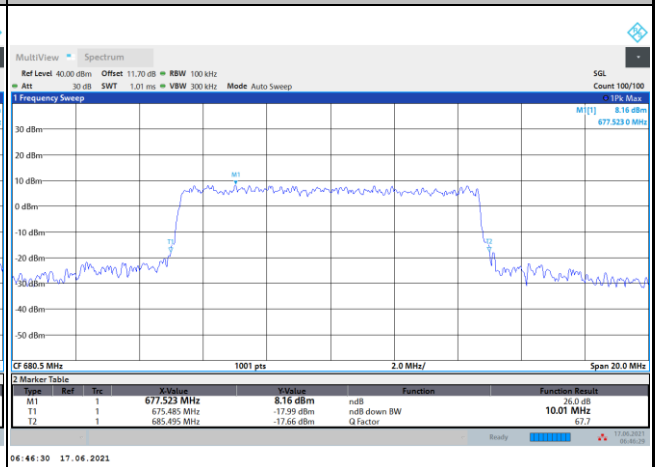 MultiView Spectrum
Ref Level 40.00 dBm Offset 11.70 dB RBW 100 kHz SGL
Att 30 dB SWT 1.01 ms VBW 300 kHz Mode Auto Sweep Count 100/100
1 Frequency Sweep 1Pk Max
M1[1] 8.16 dBm
677.523 0 MHz
30 dBm
20 dBm
M1
10 dBm
0 dBm
-10 dBm
T1 T2
-20 dBm
-30 dBm
-40 dBm
-50 dBm
CF 680.5 MHz 1001 pts 2.0 MHz/ Span 20.0 MHz
2 Marker Table
Type Ref Trc X-Value Y-Value Function Function Result
M1 1 677.523 MHz 8.16 dBm ndB 26.0 dB
T1 1 675.485 MHz -17.99 dBm ndB down BW 10.01 MHz
T2 1 685.495 MHz -17.66 dBm Q Factor 67.7
Ready 17.06.2021
06:46:29
06:46:30 17.06.2021